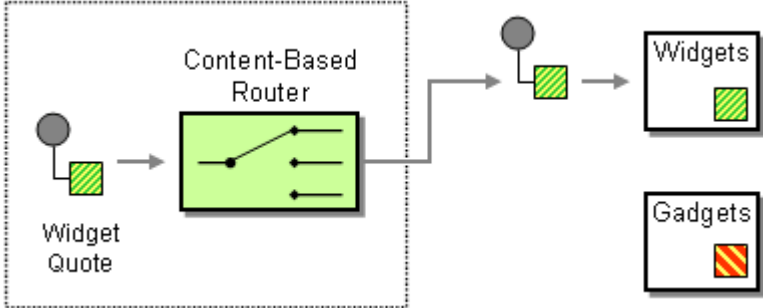 Content-Based
Router
Widget
Quote
Widgets
Gadgets